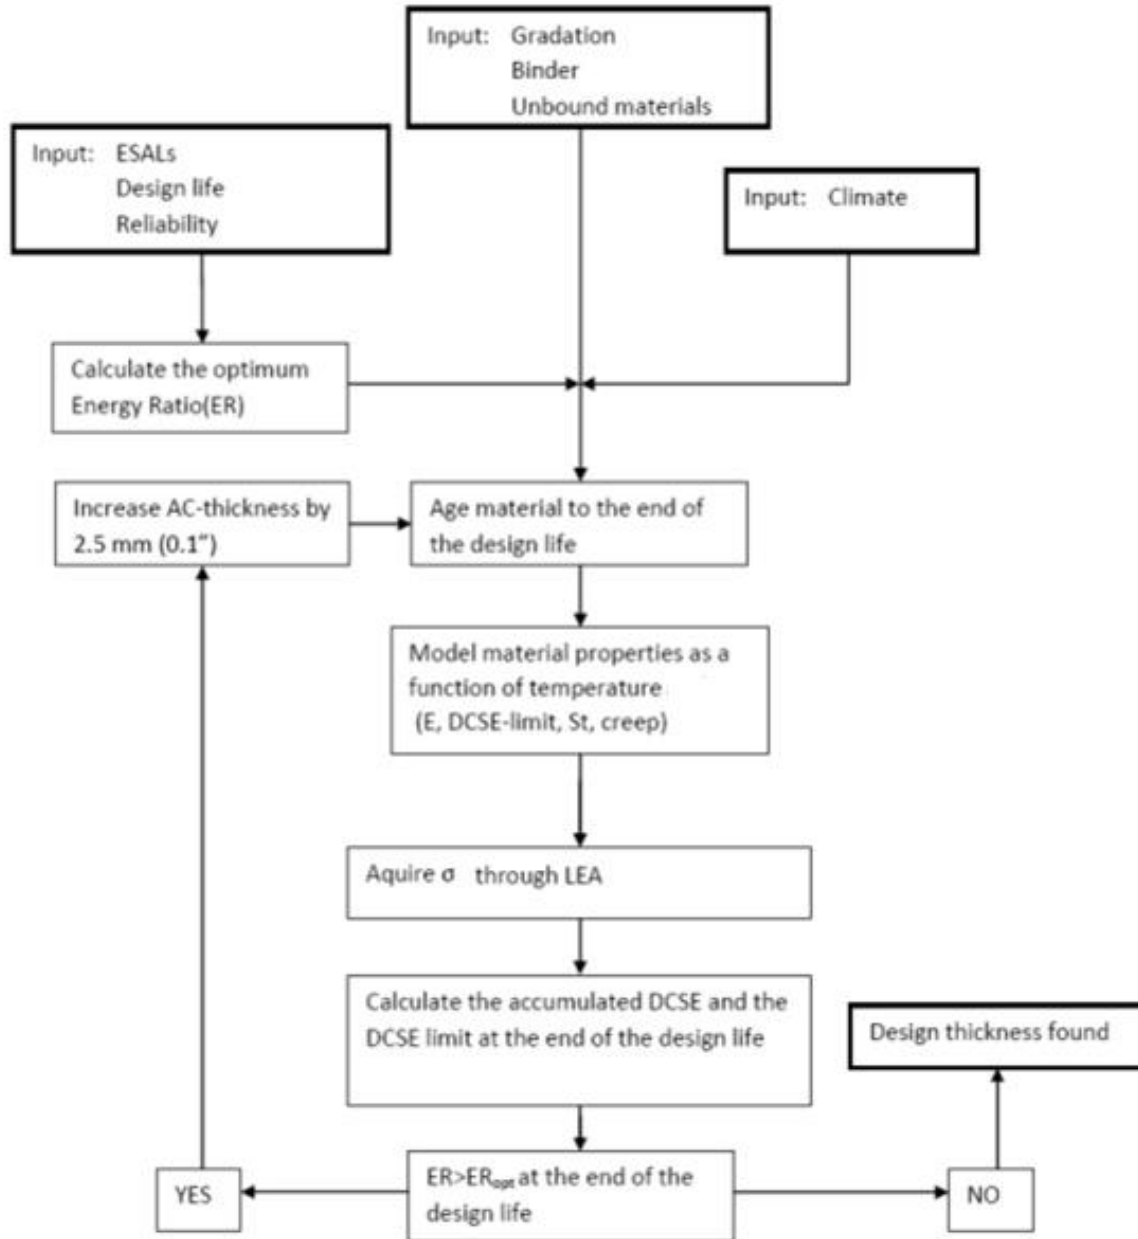 Input: Gradation
Binder
Unbound materials
Input: ESALs
Design life
Reliability
Input: Climate
Calculate the optimum
Energy Ratio(ER)
Increase AC-thickness by
2.5 mm (0.1”)
Age material to the end of
the design life
Model material properties as a
function of temperature
(E, DCSE-limit, St, creep)
Aquire σ through LEA
Calculate the accumulated DCSE and the
DCSE limit at the end of the design life
Design thickness found
ER>ERopt at the end of the
design life
YES
NO